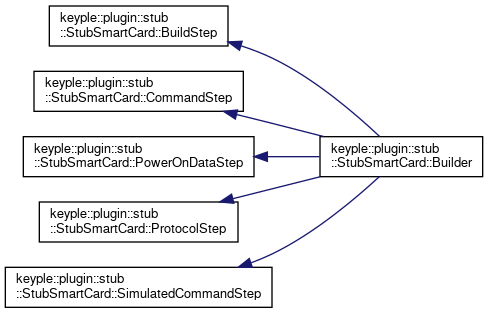 keyple::plugin::stub
::StubSmartCard::BuildStep
keyple::plugin::stub
::StubSmartCard::CommandStep
keyple::plugin::stub
::StubSmartCard::PowerOnDataStep
keyple::plugin::stub
::StubSmartCard::Builder
keyple::plugin::stub
::StubSmartCard::ProtocolStep
keyple::plugin::stub
::StubSmartCard::SimulatedCommandStep